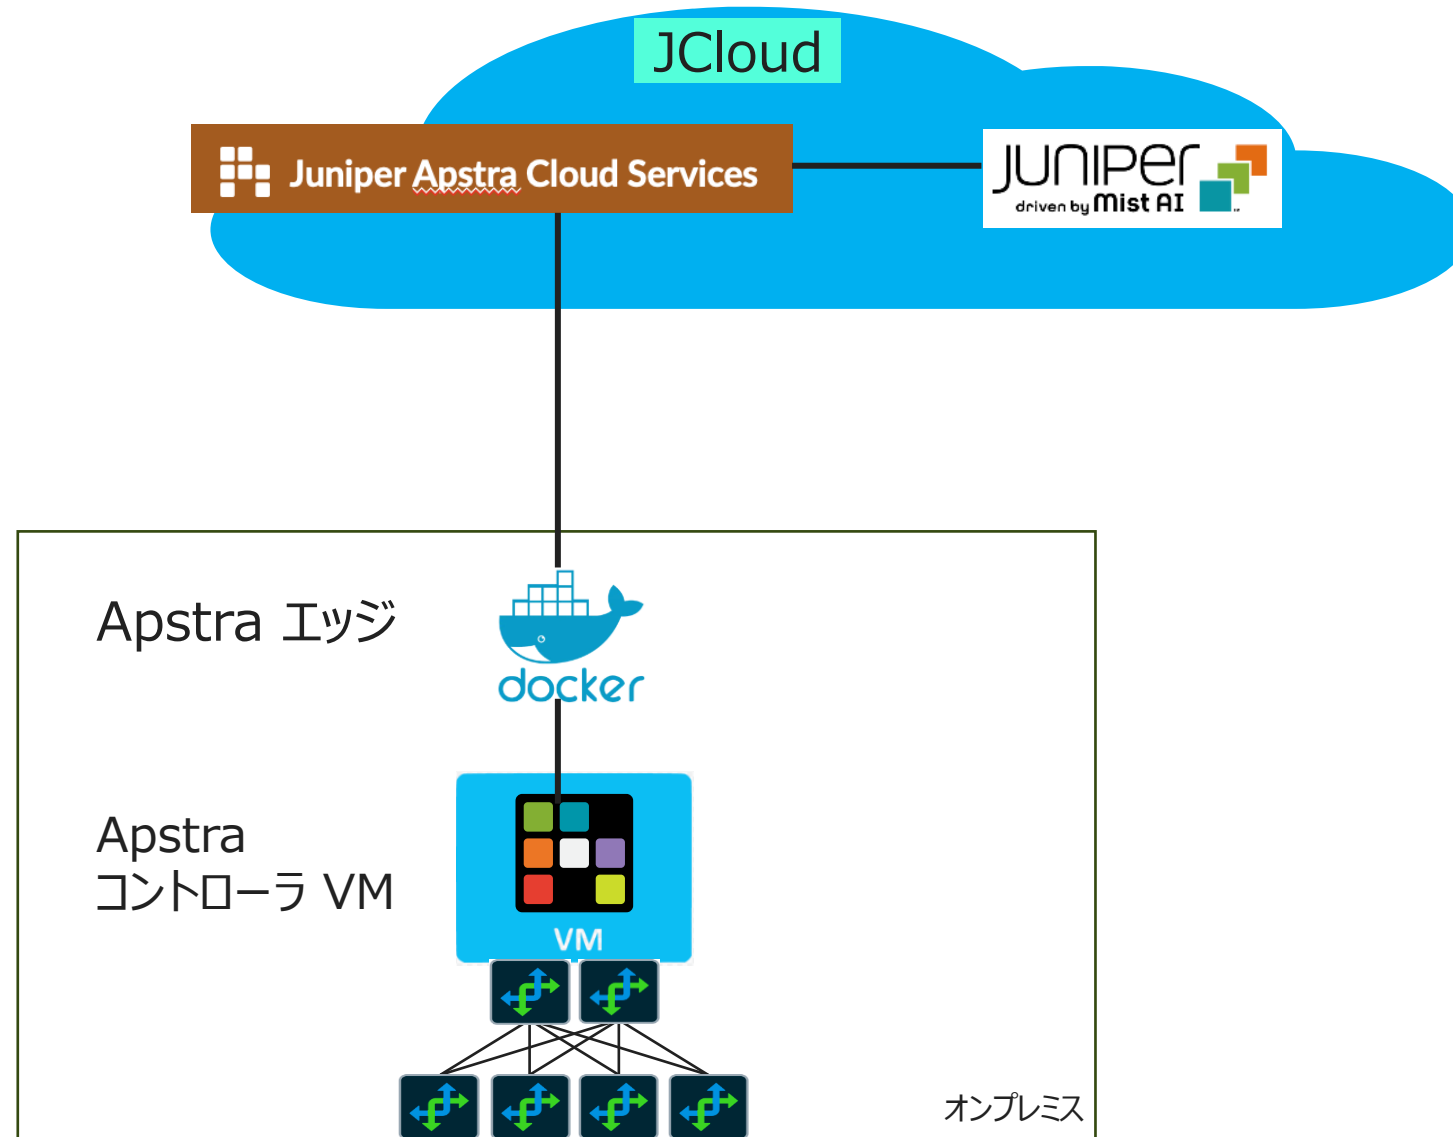 JCloud
Juniper Apstra Cloud Services
JUNIPER
driven by Mist AI
Apstra エッジ
docker
Apstra
コントローラ VM
VM
オンプレミス